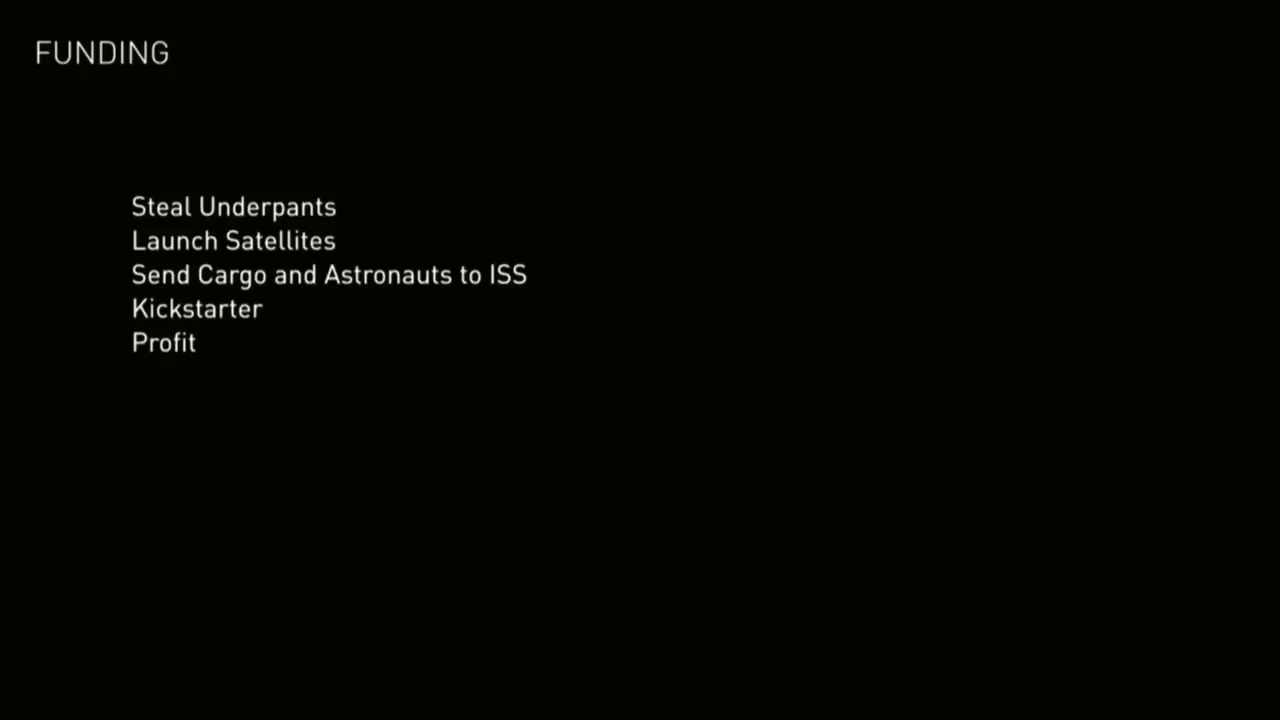 FUNDING
Steal Underpants
Launch Satellites
Send Cargo and Astronauts to ISS
Kickstarter
Profit